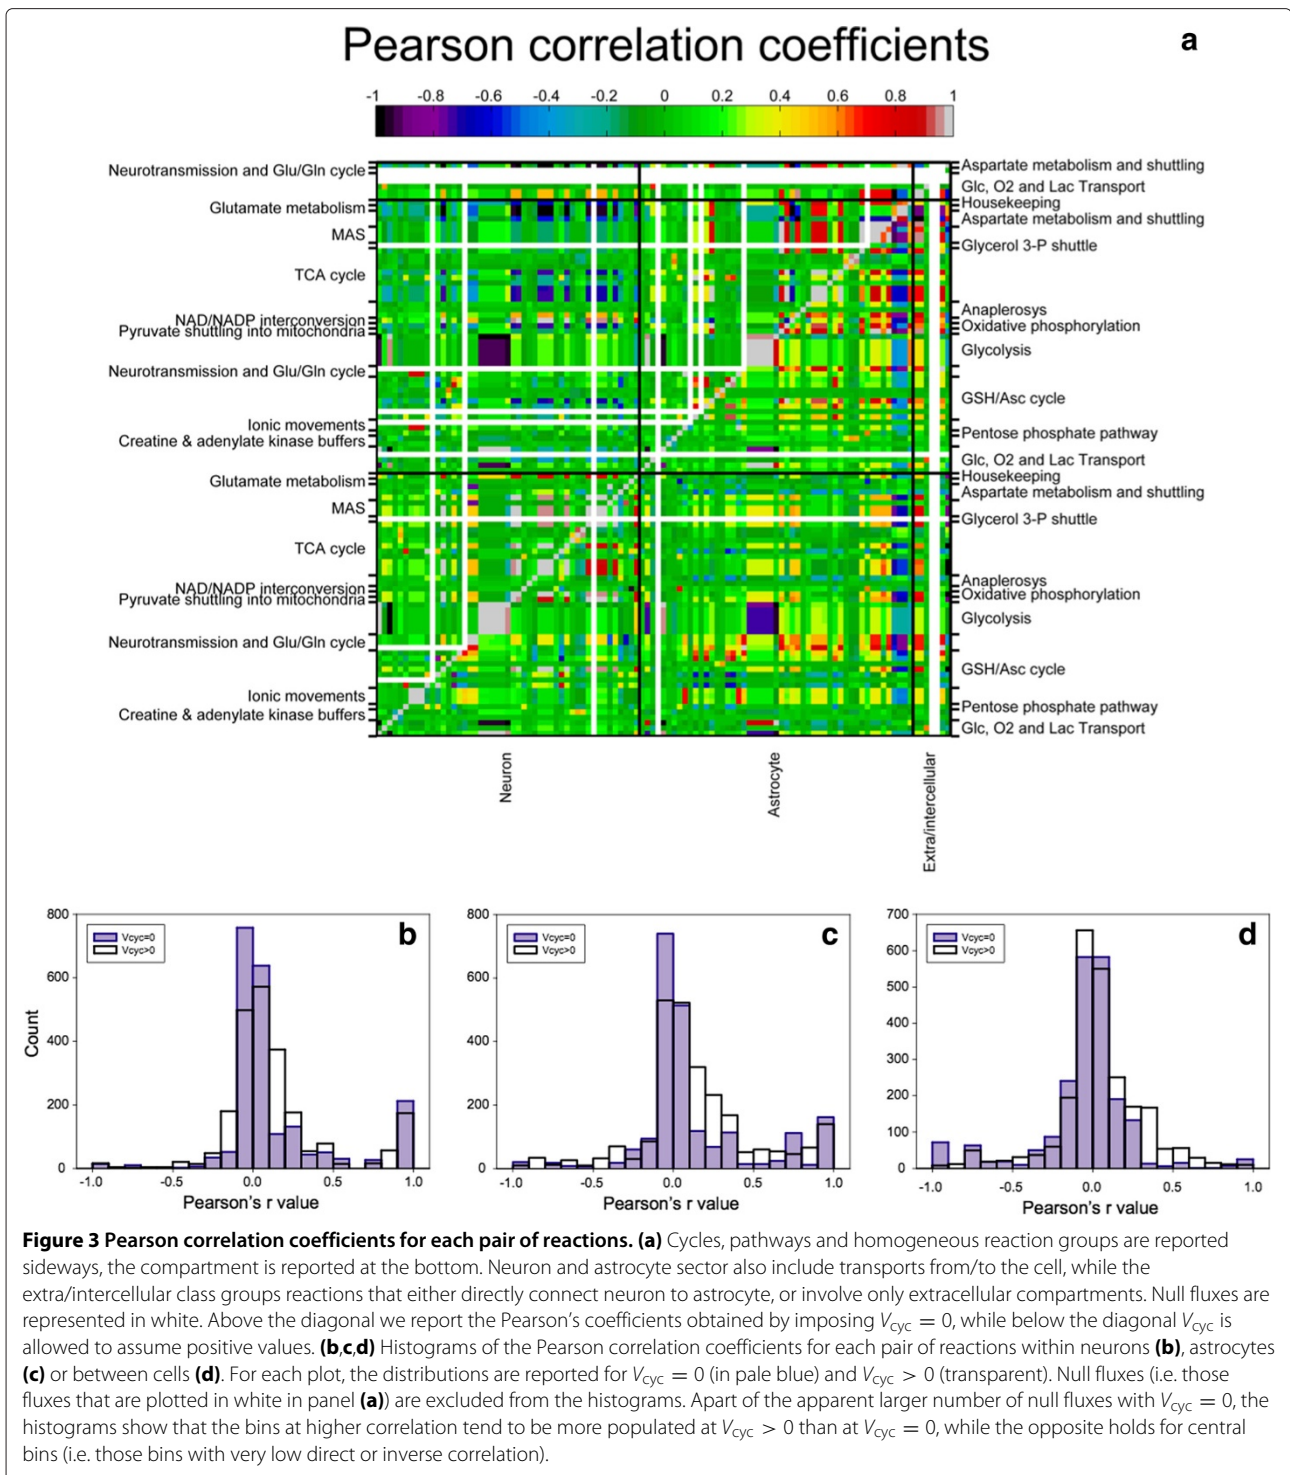 Pearson correlation coefficients
a
-1 -0.8 -0.6 -0.4 -0.2 0 0.2 0.4 0.6 0.8 1
Neurotransmission and Glu/Gln cycle
Glutamate metabolism
MAS
TCA cycle
NAD/NADP interconversion
Pyruvate shuttling into mitochondria
Neurotransmission and Glu/Gln cycle
Ionic movements
Creatine & adenylate kinase buffers
Glutamate metabolism
MAS
TCA cycle
NAD/NADP interconversion
Pyruvate shuttling into mitochondria
Neurotransmission and Glu/Gln cycle
Ionic movements
Creatine & adenylate kinase buffers
Aspartate metabolism and shuttling
Glc, O2 and Lac Transport
Housekeeping
Aspartate metabolism and shuttling
Glycerol 3-P shuttle
Anaplerosys
Oxidative phosphorylation
Glycolysis
GSH/Asc cycle
Pentose phosphate pathway
Glc, O2 and Lac Transport
Housekeeping
Aspartate metabolism and shuttling
Glycerol 3-P shuttle
Anaplerosys
Oxidative phosphorylation
Glycolysis
GSH/Asc cycle
Pentose phosphate pathway
Glc, O2 and Lac Transport
Neuron
Astrocyte
Extra/intercellular
b
Vcyc=0
Vcyc>0
800
600
400
200
0
Count
-1.0 -0.5 0.0 0.5 1.0
Pearson's r value
c
Vcyc=0
Vcyc>0
800
600
400
200
0
-1.0 -0.5 0.0 0.5 1.0
Pearson's r value
d
Vcyc=0
Vcyc>0
700
600
500
400
300
200
100
0
-1.0 -0.5 0.0 0.5 1.0
Pearson's r value
Figure 3 Pearson correlation coefficients for each pair of reactions. (a) Cycles, pathways and homogeneous reaction groups are reported
sideways, the compartment is reported at the bottom. Neuron and astrocyte sector also include transports from/to the cell, while the
extra/intercellular class groups reactions that either directly connect neuron to astrocyte, or involve only extracellular compartments. Null fluxes are
represented in white. Above the diagonal we report the Pearson's coefficients obtained by imposing Vcyc = 0, while below the diagonal Vcyc is
allowed to assume positive values. (b,c,d) Histograms of the Pearson correlation coefficients for each pair of reactions within neurons (b), astrocytes
(c) or between cells (d). For each plot, the distributions are reported for Vcyc = 0 (in pale blue) and Vcyc > 0 (transparent). Null fluxes (i.e. those
fluxes that are plotted in white in panel (a)) are excluded from the histograms. Apart of the apparent larger number of null fluxes with Vcyc = 0, the
histograms show that the bins at higher correlation tend to be more populated at Vcyc > 0 than at Vcyc = 0, while the opposite holds for central
bins (i.e. those bins with very low direct or inverse correlation).